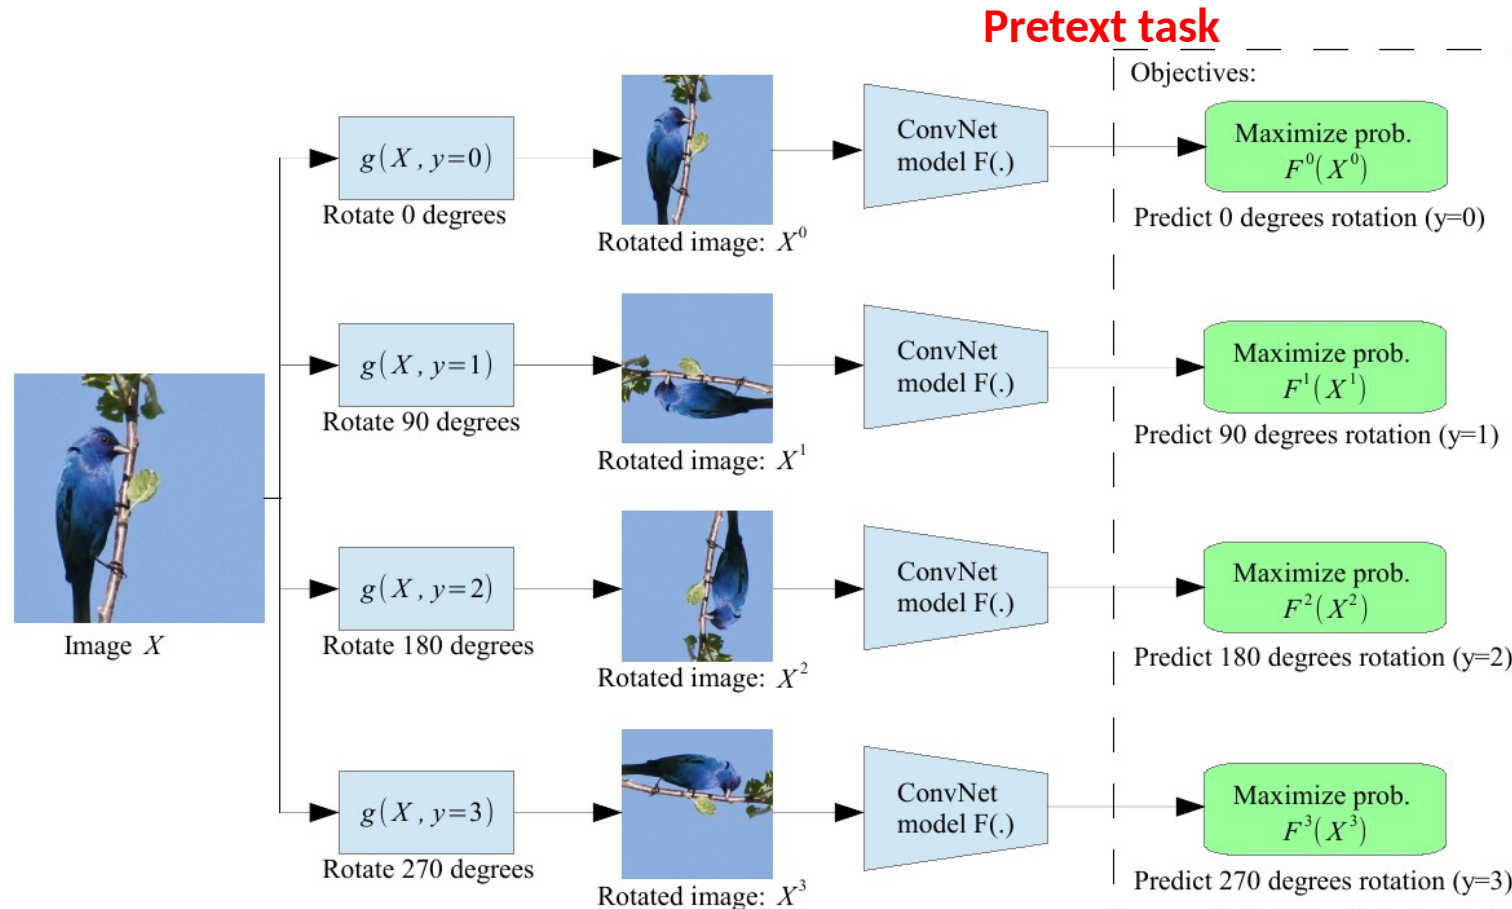 Pretext task
Objectives:
g(X, y=0)
Rotate 0 degrees
Rotated image: X⁰
ConvNet
model F(.)
Maximize prob.
F⁰(X⁰)
Predict 0 degrees rotation (y=0)
g(X, y=1)
Rotate 90 degrees
Rotated image: X¹
ConvNet
model F(.)
Maximize prob.
F¹(X¹)
Predict 90 degrees rotation (y=1)
Image X
g(X, y=2)
Rotate 180 degrees
Rotated image: X²
ConvNet
model F(.)
Maximize prob.
F²(X²)
Predict 180 degrees rotation (y=2)
g(X, y=3)
Rotate 270 degrees
Rotated image: X³
ConvNet
model F(.)
Maximize prob.
F³(X³)
Predict 270 degrees rotation (y=3)